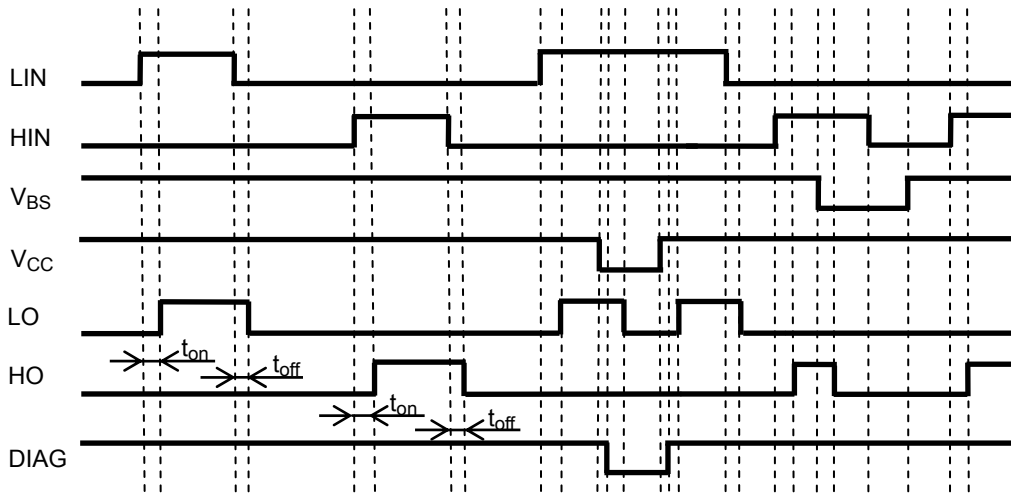 LIN
HIN
VBS
VCC
LO
ton
toff
HO
ton
toff
DIAG